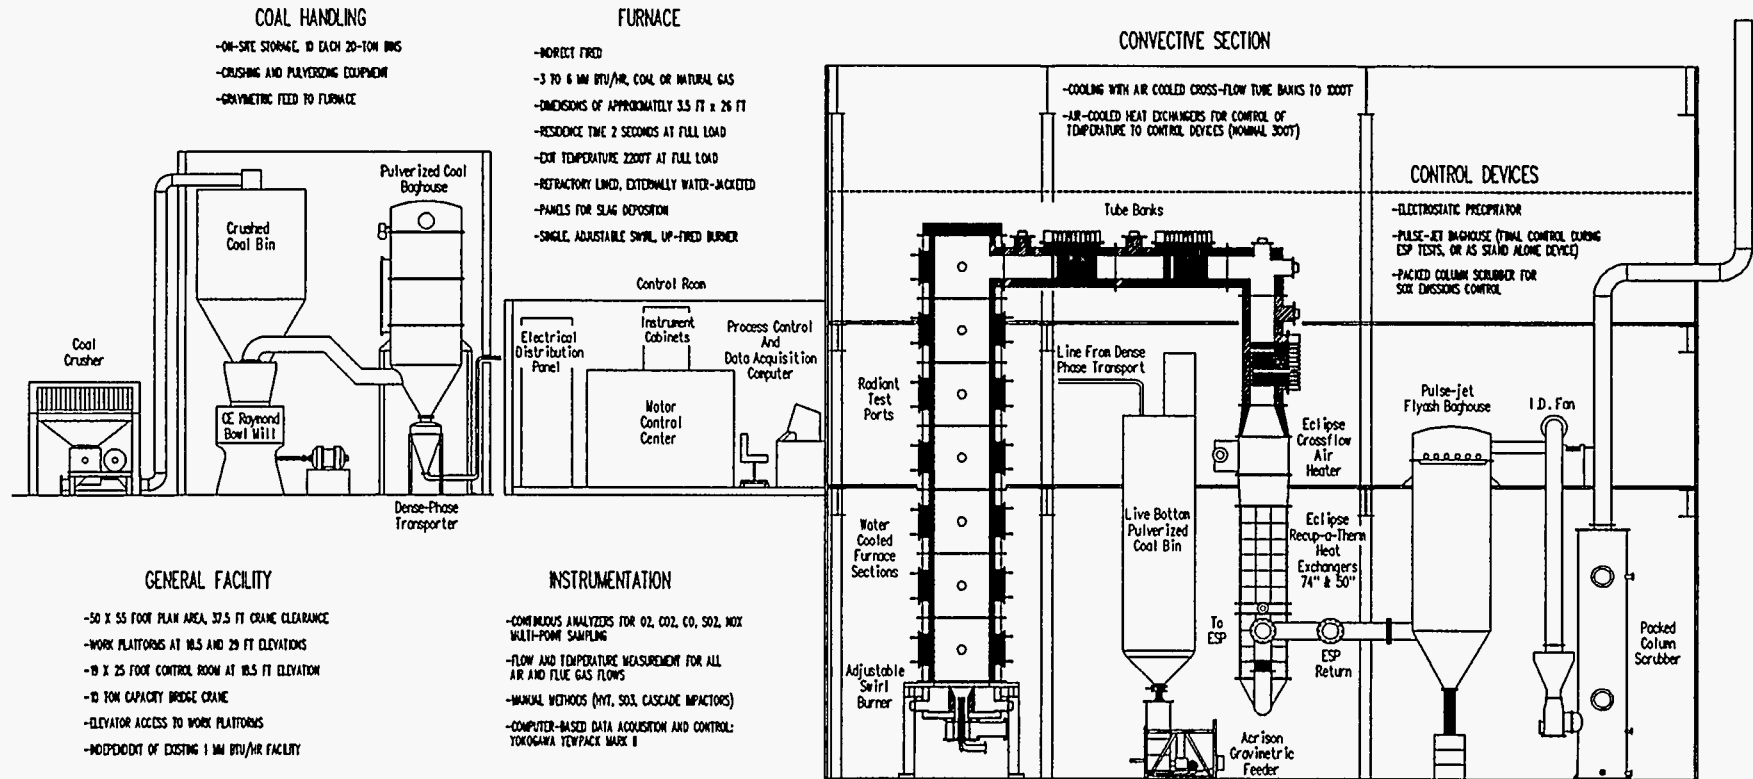 COAL HANDLING
-ON-SITE STORAGE, 10 EACH 20-TON BINS
-CRUSHING AND PULVERIZING EQUIPMENT
-GRAVIMETRIC FEED TO FURNACE
FURNACE
-INDIRECT FIRED
-3 TO 6 MM BTU/HR, COAL OR NATURAL GAS
-DIMENSIONS OF APPROXIMATELY 3.5 FT x 26 FT
-RESIDENCE TIME 2 SECONDS AT FULL LOAD
-EXIT TEMPERATURE 2200°F AT FULL LOAD
-REFRACTORY LINED, EXTERNALLY WATER-JACKETED
-PANELS FOR SLAG DEPOSITION
-SINGLE, ADJUSTABLE SWIRL, UP-FIRED BURNER
CONVECTIVE SECTION
-COOLING WITH AIR COOLED CROSS-FLOW TUBE BANKS TO 1000°F
-AIR-COOLED HEAT EXCHANGERS FOR CONTROL OF
TEMPERATURE TO CONTROL DEVICES (NOMINAL 300°F)
CONTROL DEVICES
-ELECTROSTATIC PRECIPITATOR
-PULSE-JET BAGHOUSE (FINAL CONTROL DURING
ESP TESTS, OR AS STAND ALONE DEVICE)
-PACKED COLUMN SCRUBBER FOR
SOX EMISSIONS CONTROL
Coal
Crusher
Crushed
Coal Bin
Pulverized Coal
Baghouse
CE Raymond
Bowl Mill
Dense-Phase
Transporter
Control Room
Electrical
Distribution
Panel
Instrument
Cabinets
Motor
Control
Center
Process Control
And
Data Acquisition
Computer
Tube Banks
Radiant
Test
Ports
Water
Cooled
Furnace
Sections
Adjustable
Swirl
Burner
Line From Dense
Phase Transport
Live Bottom
Pulverized
Coal Bin
Eclipse
Crossflow
Air
Heater
Eclipse
Recup-a-Therm
Heat
Exchangers
74" & 50"
To
ESP
ESP
Return
Acrison
Gravimetric
Feeder
Pulse-jet
Flyash Baghouse
I.D. Fan
Packed
Column
Scrubber
GENERAL FACILITY
-50 X 55 FOOT PLAN AREA, 37.5 FT CRANE CLEARANCE
-WORK PLATFORMS AT 18.5 AND 29 FT ELEVATIONS
-19 X 25 FOOT CONTROL ROOM AT 18.5 FT ELEVATION
-10 TON CAPACITY BRIDGE CRANE
-ELEVATOR ACCESS TO WORK PLATFORMS
-INDEPENDENT OF EXISTING 1 MM BTU/HR FACILITY
INSTRUMENTATION
-CONTINUOUS ANALYZERS FOR O2, CO2, CO, SO2, NOX
MULTI-POINT SAMPLING
-FLOW AND TEMPERATURE MEASUREMENT FOR ALL
AIR AND FLUE GAS FLOWS
-MANUAL METHODS (HVT, SO3, CASCADE IMPACTORS)
-COMPUTER-BASED DATA ACQUISITION AND CONTROL:
YOKOGAWA YEWPACK MARK II